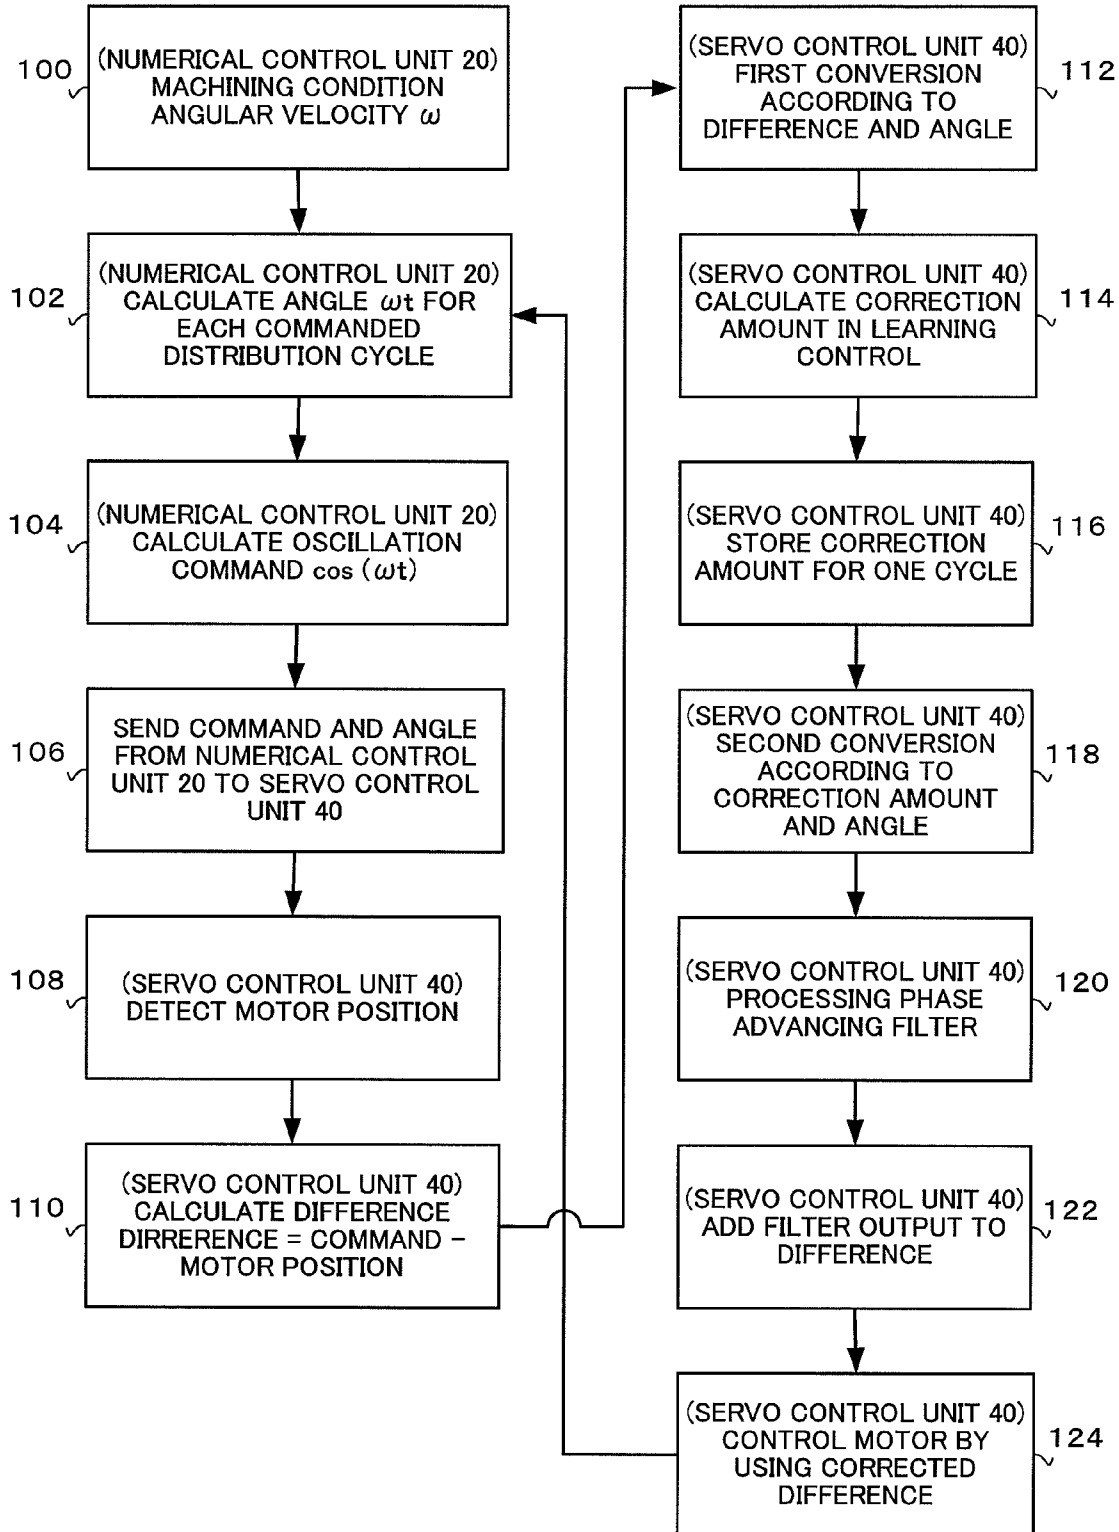 100
(NUMERICAL CONTROL UNIT 20)
MACHINING CONDITION
ANGULAR VELOCITY ω
102
(NUMERICAL CONTROL UNIT 20)
CALCULATE ANGLE ωt FOR
EACH COMMANDED
DISTRIBUTION CYCLE
104
(NUMERICAL CONTROL UNIT 20)
CALCULATE OSCILLATION
COMMAND cos (ωt)
106
SEND COMMAND AND ANGLE
FROM NUMERICAL CONTROL
UNIT 20 TO SERVO CONTROL
UNIT 40
108
(SERVO CONTROL UNIT 40)
DETECT MOTOR POSITION
110
(SERVO CONTROL UNIT 40)
CALCULATE DIFFERENCE
DIRRERENCE = COMMAND −
MOTOR POSITION
(SERVO CONTROL UNIT 40)
FIRST CONVERSION
ACCORDING TO
DIFFERENCE AND ANGLE
112
(SERVO CONTROL UNIT 40)
CALCULATE CORRECTION
AMOUNT IN LEARNING
CONTROL
114
(SERVO CONTROL UNIT 40)
STORE CORRECTION
AMOUNT FOR ONE CYCLE
116
(SERVO CONTROL UNIT 40)
SECOND CONVERSION
ACCORDING TO
CORRECTION AMOUNT
AND ANGLE
118
(SERVO CONTROL UNIT 40)
PROCESSING PHASE
ADVANCING FILTER
120
(SERVO CONTROL UNIT 40)
ADD FILTER OUTPUT TO
DIFFERENCE
122
(SERVO CONTROL UNIT 40)
CONTROL MOTOR BY
USING CORRECTED
DIFFERENCE
124